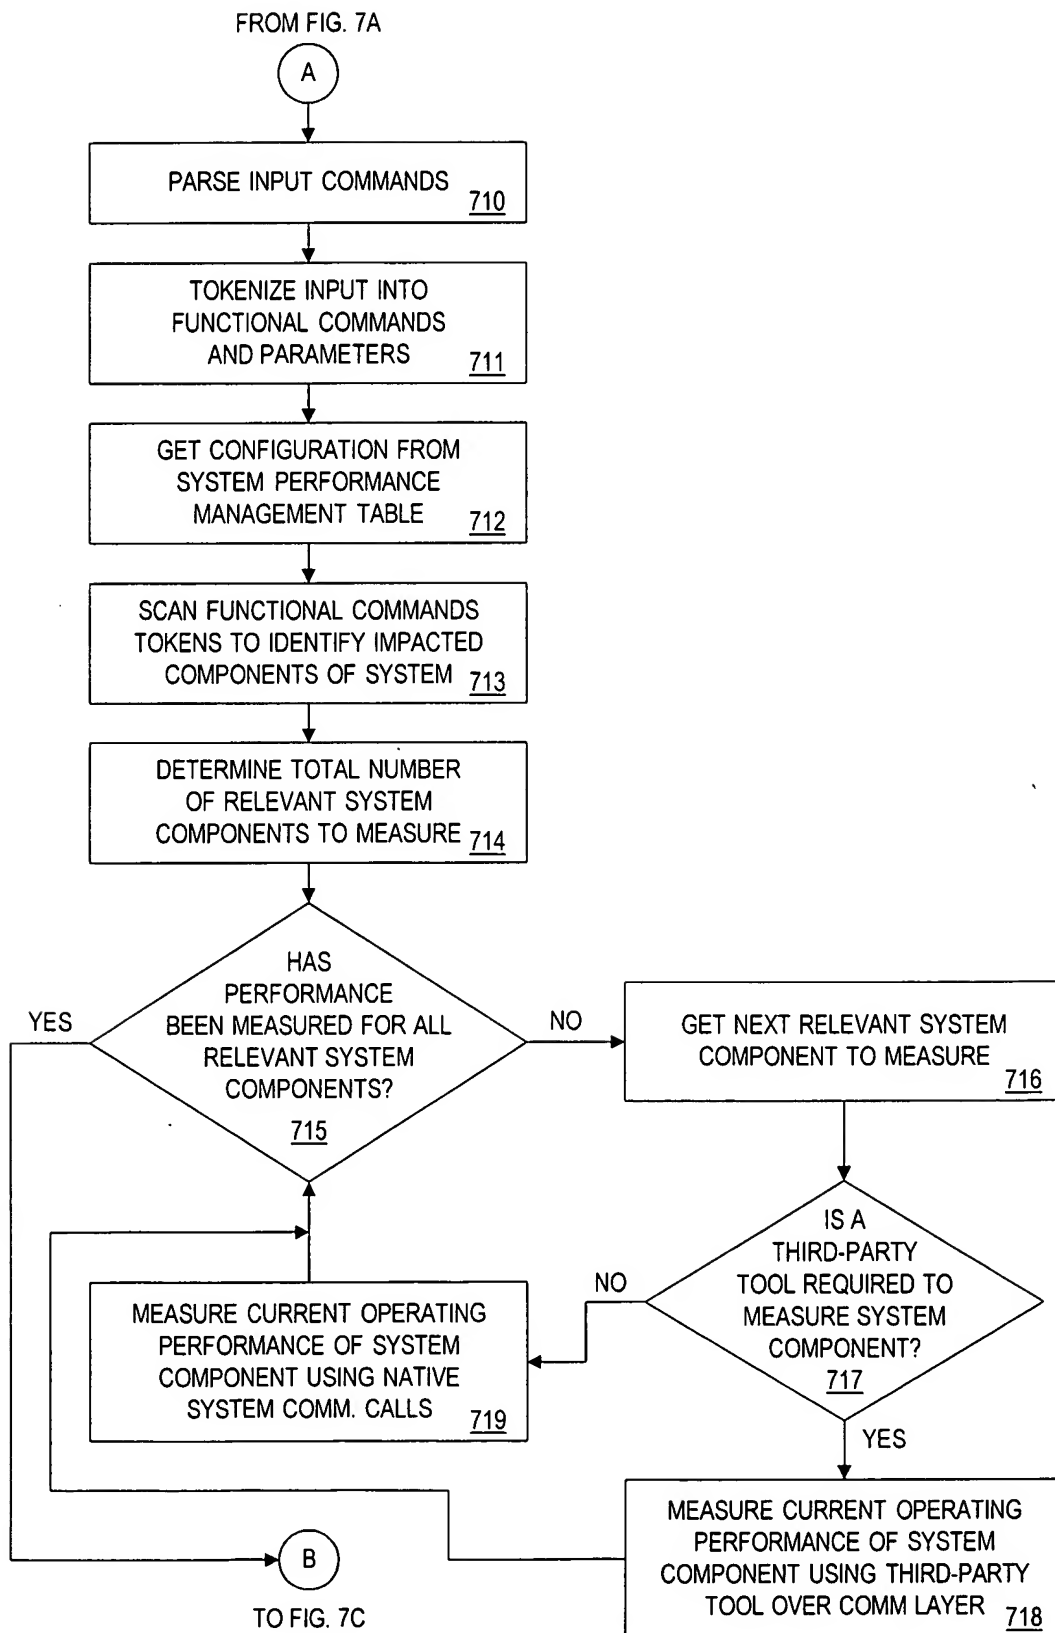 FROM FIG. 7A
A
PARSE INPUT COMMANDS
710
TOKENIZE INPUT INTO
FUNCTIONAL COMMANDS
AND PARAMETERS
711
GET CONFIGURATION FROM
SYSTEM PERFORMANCE
MANAGEMENT TABLE
712
SCAN FUNCTIONAL COMMANDS
TOKENS TO IDENTIFY IMPACTED
COMPONENTS OF SYSTEM
713
DETERMINE TOTAL NUMBER
OF RELEVANT SYSTEM
COMPONENTS TO MEASURE
714
HAS
PERFORMANCE
BEEN MEASURED FOR ALL
RELEVANT SYSTEM
COMPONENTS?
715
YES
NO
GET NEXT RELEVANT SYSTEM
COMPONENT TO MEASURE
716
IS A
THIRD-PARTY
TOOL REQUIRED TO
MEASURE SYSTEM
COMPONENT?
717
NO
YES
MEASURE CURRENT OPERATING
PERFORMANCE OF SYSTEM
COMPONENT USING NATIVE
SYSTEM COMM. CALLS
719
MEASURE CURRENT OPERATING
PERFORMANCE OF SYSTEM
COMPONENT USING THIRD-PARTY
TOOL OVER COMM LAYER
718
B
TO FIG. 7C